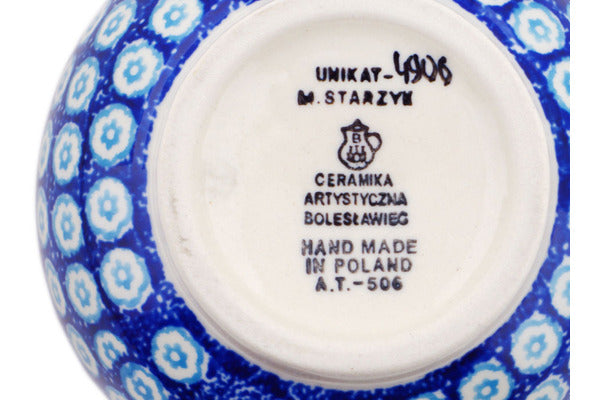 UNIKAT-4906
M. STARZYK
B
CERAMIKA
ARTYSTYCZNA
BOLESŁAWIEC
HAND MADE
IN POLAND
A.T.-506